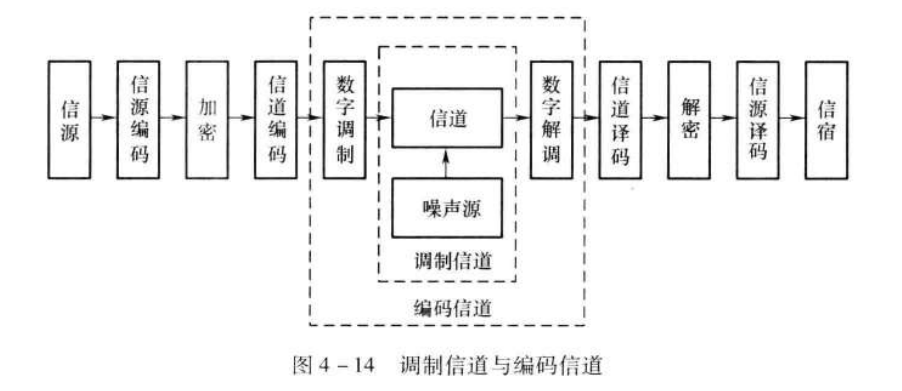 信源
信源编码
加密
信道编码
数字调制
信道
噪声源
调制信道
编码信道
数字解调
信道译码
解密
信源译码
信宿
图4-14 调制信道与编码信道